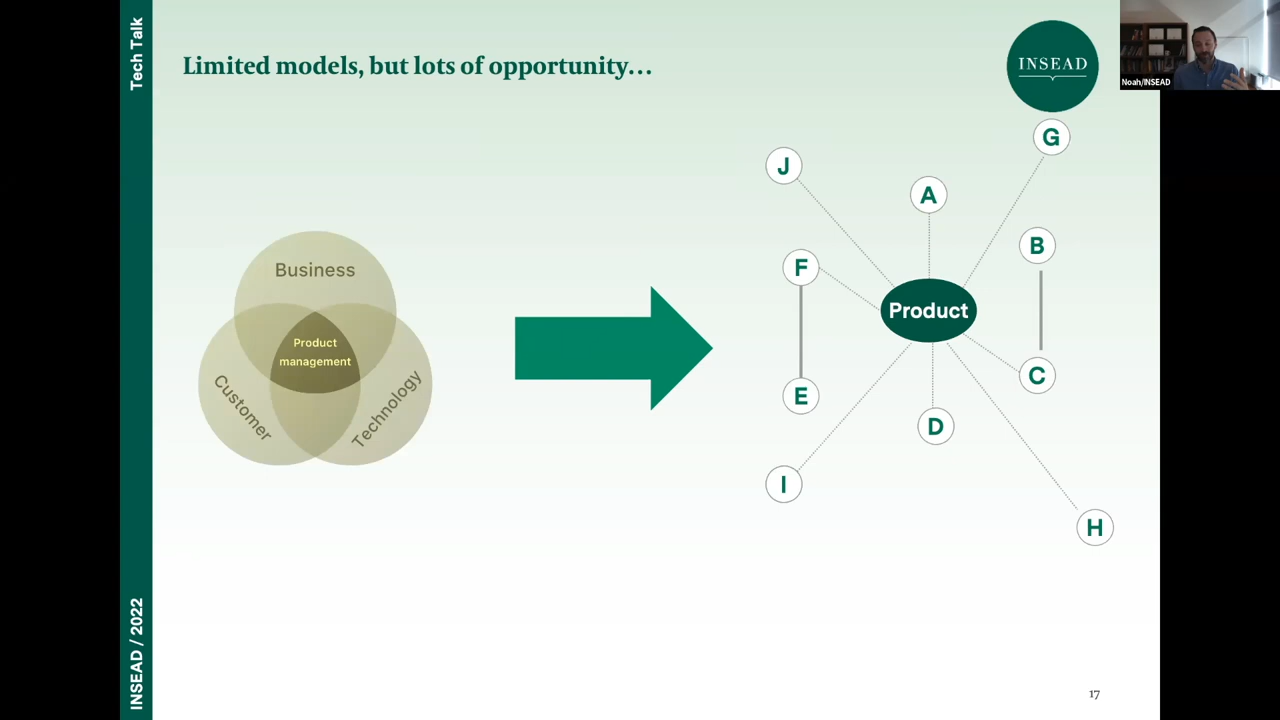 Tech Talk
INSEAD / 2022
Limited models, but lots of opportunity...
INSEAD
Noah/INSEAD
Business
Product
management
Customer
Technology
G
J
A
B
F
Product
C
E
D
I
H
17